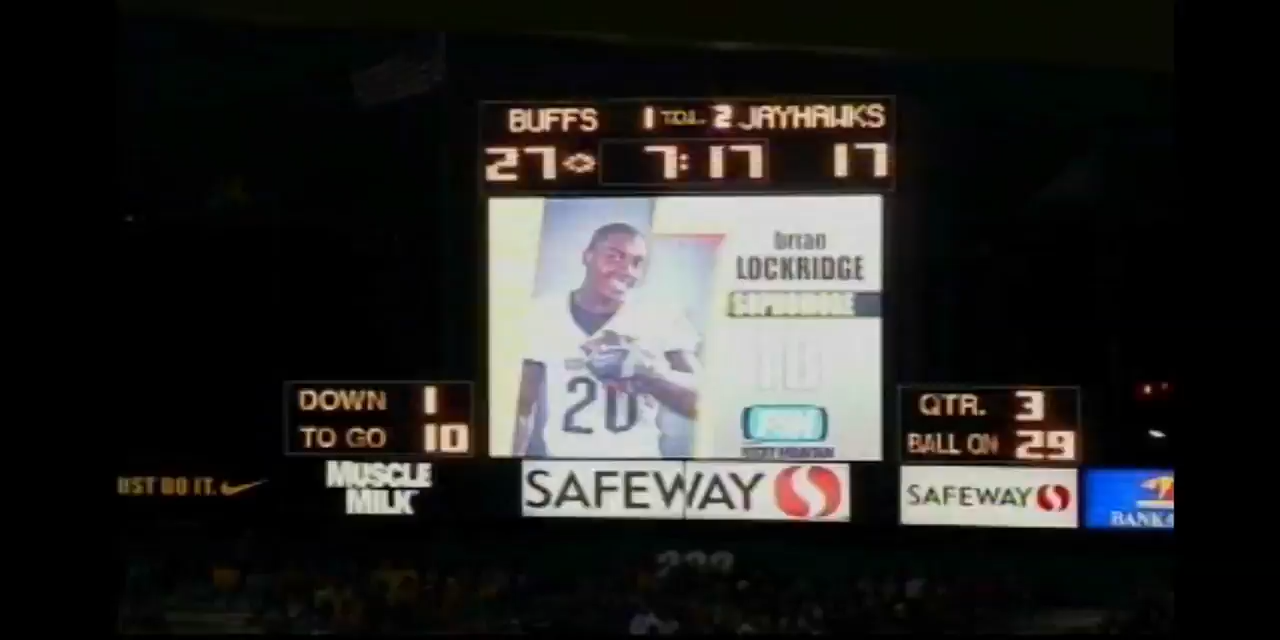 BUFFS 1 T.O.L. 2 JAYHAWKS
27 7:17 17
brian
LOCKRIDGE
SOPHOMORE
20
DOWN 1
TO GO 10
QTR. 3
BALL ON 29
UST DO IT.
MUSCLE
MILK
SAFEWAY
SAFEWAY
BANK